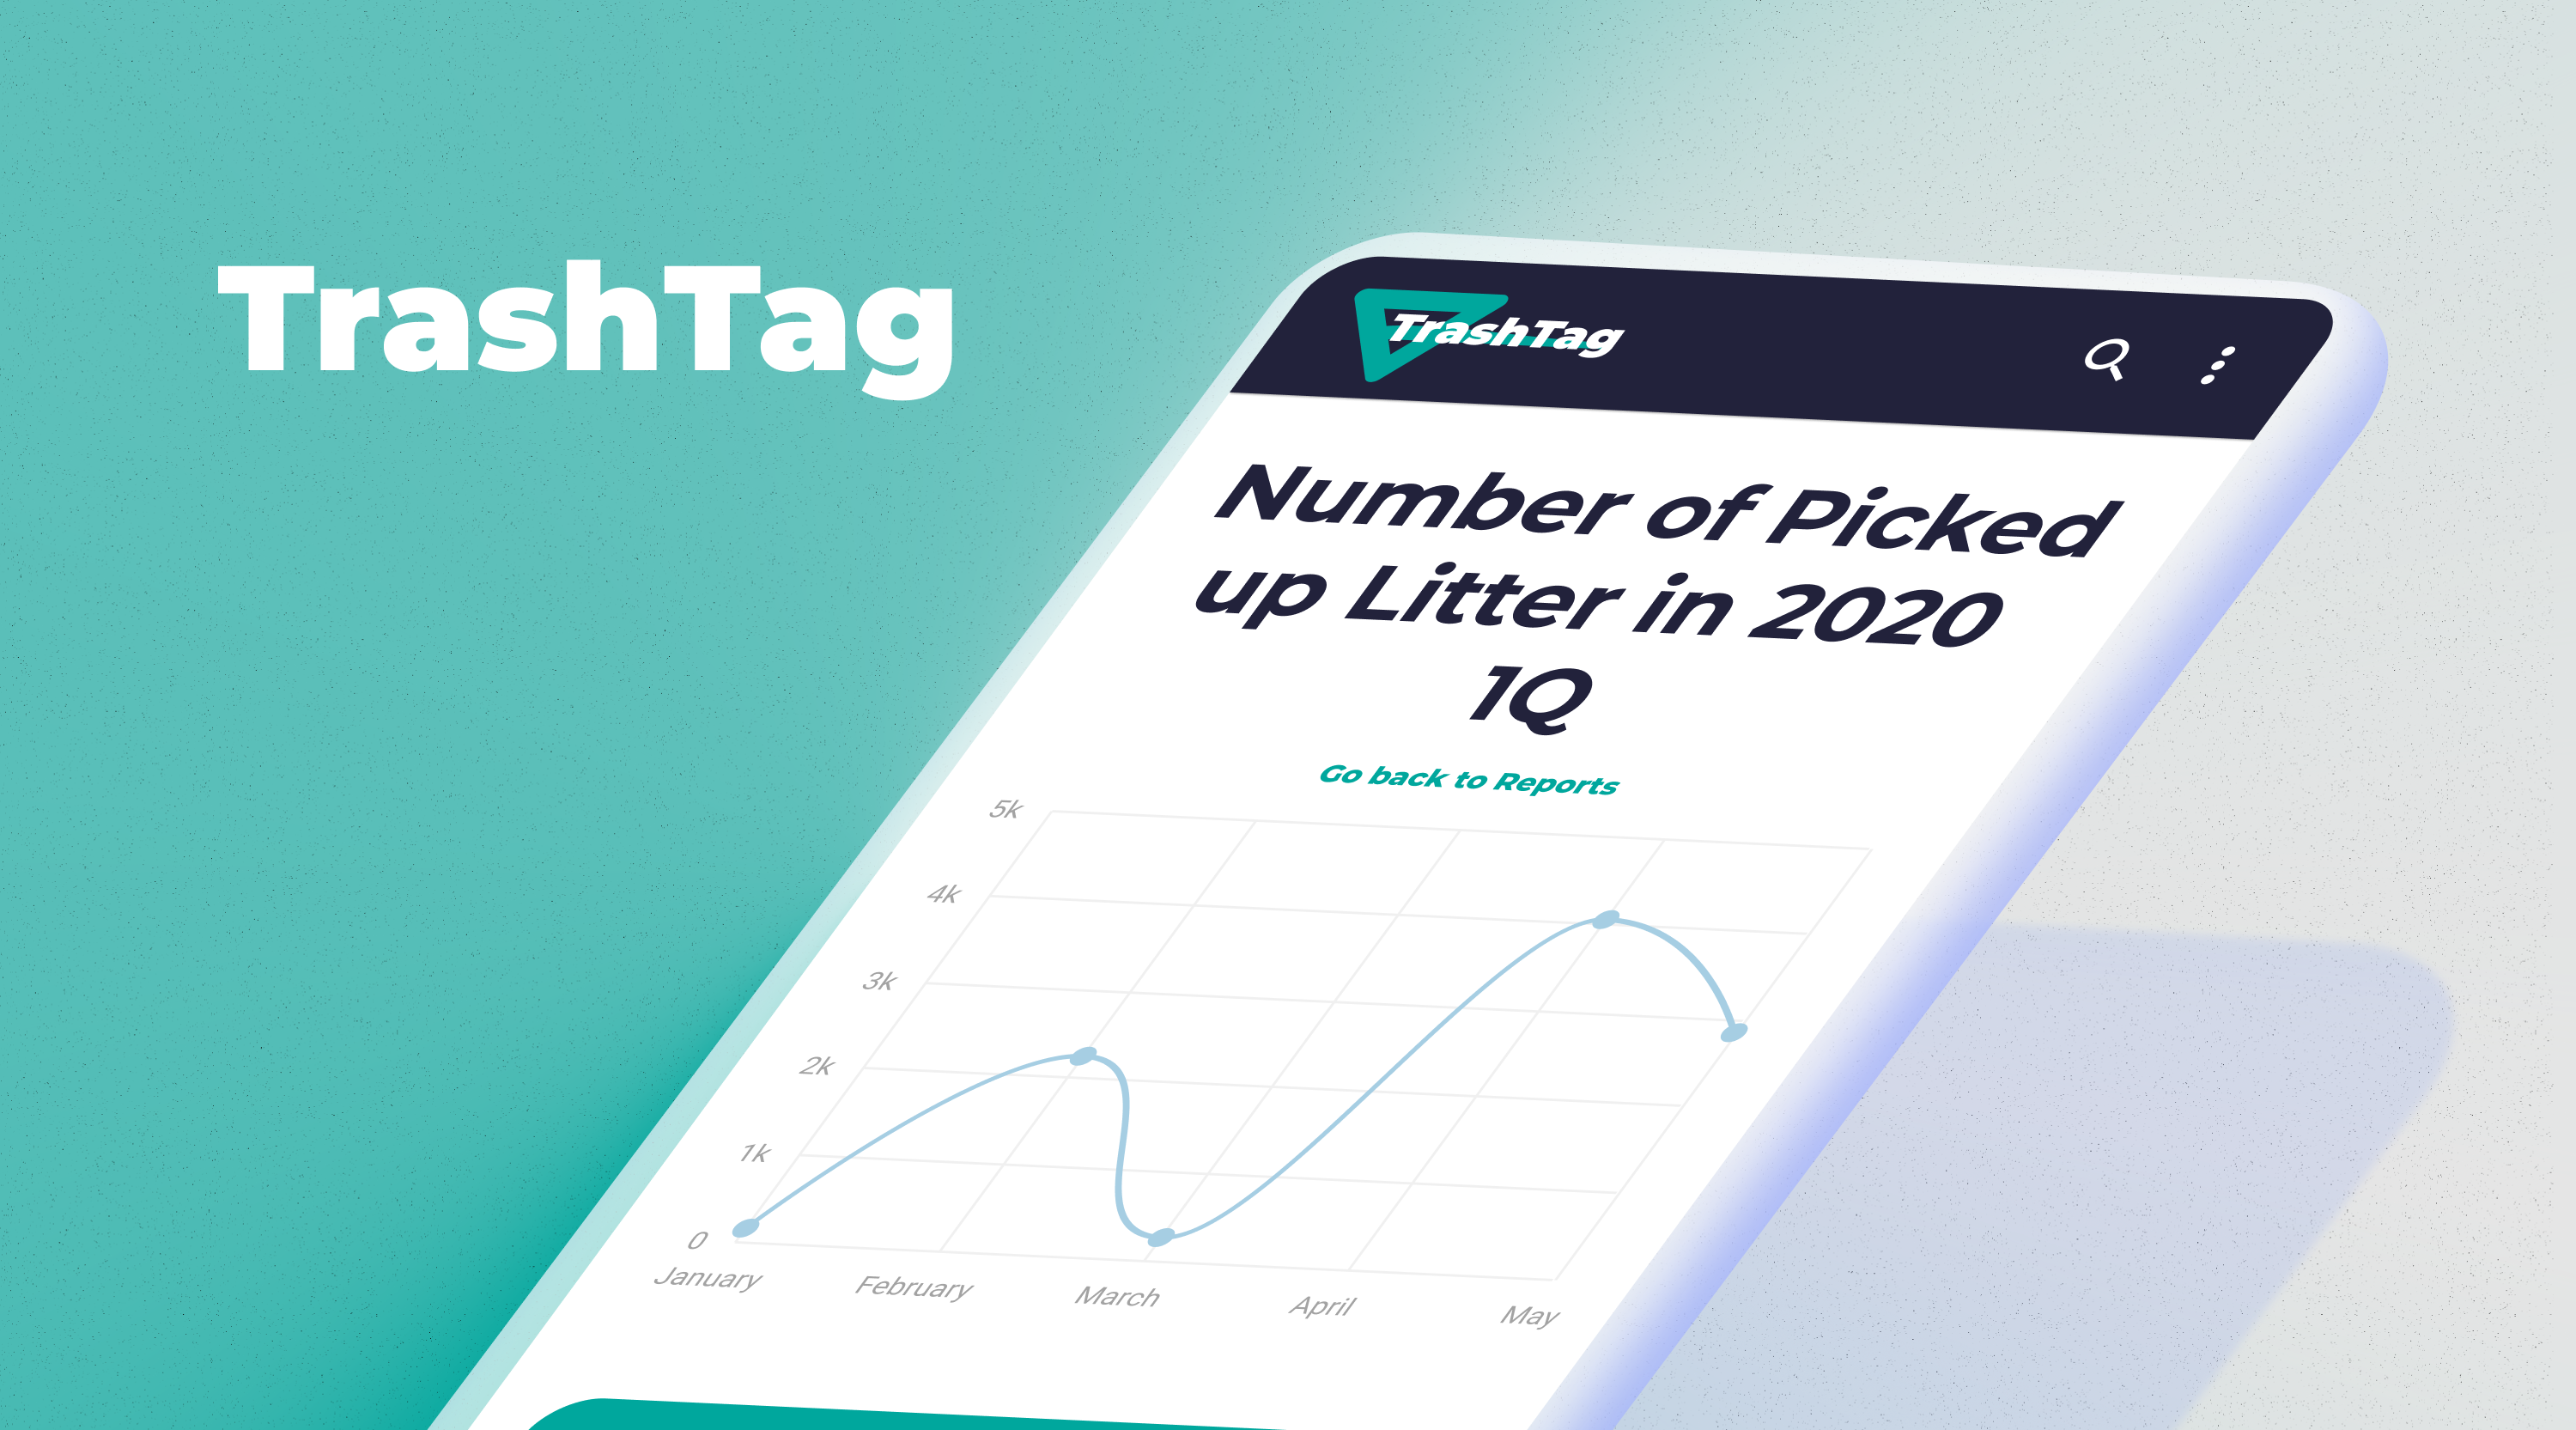 TrashTag
TrashTag
Number of Picked
up Litter in 2020
1Q
Go back to Reports
5k
4k
3k
2k
1k
0
January February March April May